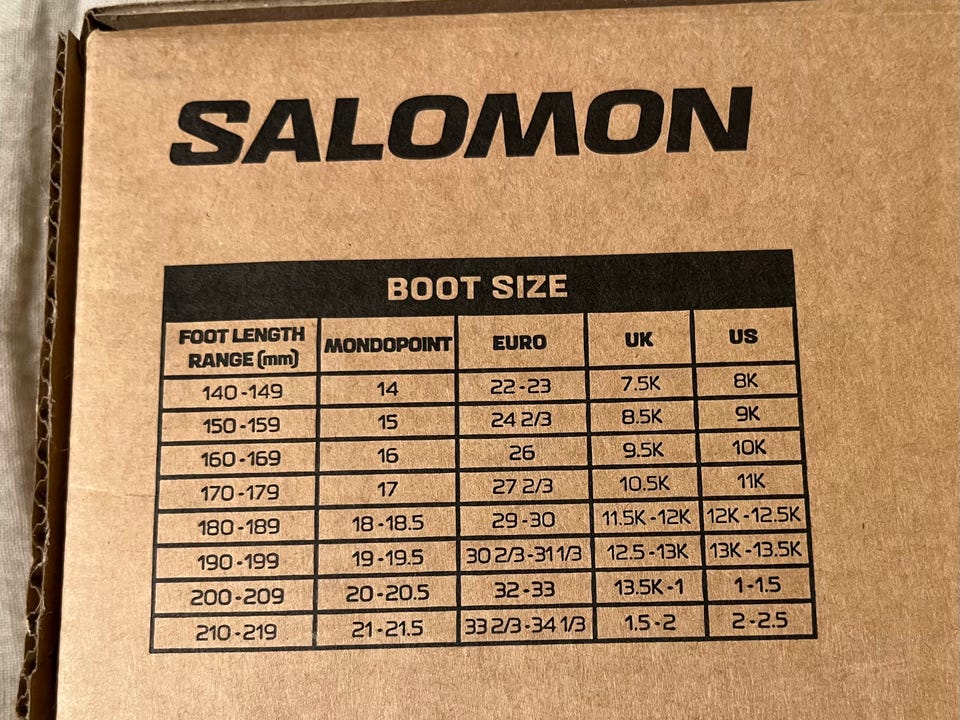 SALOMON
BOOT SIZE
FOOT LENGTH RANGE (mm) MONDOPOINT EURO UK US
140-149 14 22-23 7.5K 8K
150-159 15 24 2/3 8.5K 9K
160-169 16 26 9.5K 10K
170-179 17 27 2/3 10.5K 11K
180-189 18-18.5 29-30 11.5K-12K 12K-12.5K
190-199 19-19.5 30 2/3-31 1/3 12.5-13K 13K-13.5K
200-209 20-20.5 32-33 13.5K-1 1-1.5
210-219 21-21.5 33 2/3-34 1/3 1.5-2 2-2.5